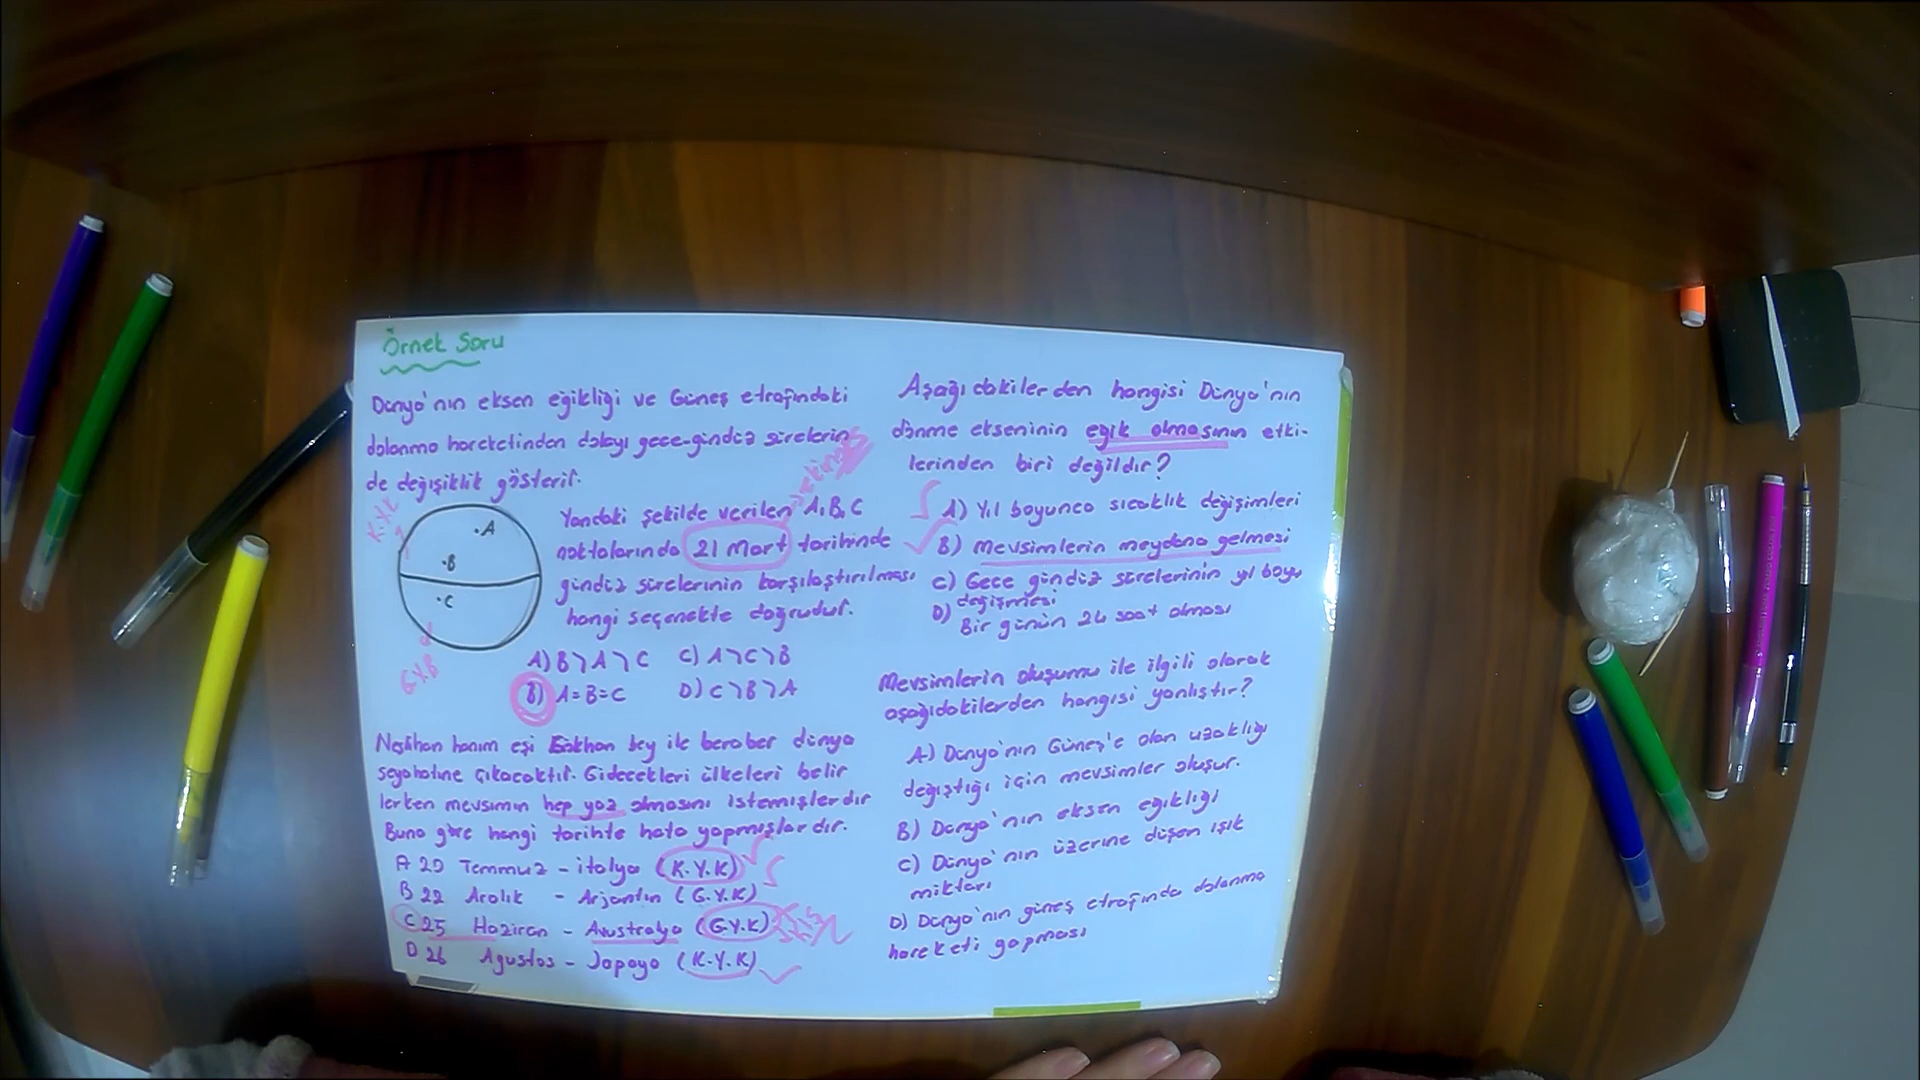 Örnek Soru
Dünya'nın eksen eğikliği ve Güneş etrafındaki
dolanma hareketinden dolayı gece-gündüz sürelerin
de değişiklik gösterir.
K.Y.K
A
B
C
G.Y.B
Yandaki şekilde verilen A, B, C
noktalarında 21 Mart tarihinde
gündüz sürelerinin karşılaştırılması
hangi seçenekte doğrudur.
A) B > A > C C) A > C > B
B) A = B = C D) C > B > A
Neslihan hanım eşi Gökhan bey ile beraber dünya
seyahatine çıkacaktır. Gidecekleri ülkeleri belir
lerken mevsimin hep yaz olmasını istemişlerdir
Buna göre hangi tarihte hata yapmışlardır.
A 29 Temmuz - italya (K.Y.K)
B 22 Aralık - Arjantin (G.Y.K)
C 25 Haziran - Avustralya (G.Y.K)
D 26 Agustos - Japoya (K.Y.K)
Aşağıdakilerden hangisi Dünya'nın
dönme ekseninin eğik olmasının etki-
lerinden biri değildir?
A) Yıl boyunca sıcaklık değişimleri
B) Mevsimlerin meydana gelmesi
C) Gece gündüz sürelerinin yıl boyu
değişmesi
D) Bir günün 24 saat olması
Mevsimlerin oluşumu ile ilgili olarak
aşağıdakilerden hangisi yanlıştır?
A) Dünya'nın Güneş'e olan uzaklığı
değiştiği için mevsimler oluşur.
B) Dünya'nın eksen eğikliği
C) Dünya'nın üzerine düşen ışık
miktarı
D) Dünya'nın güneş etrafında dolanma
hareketi yapması